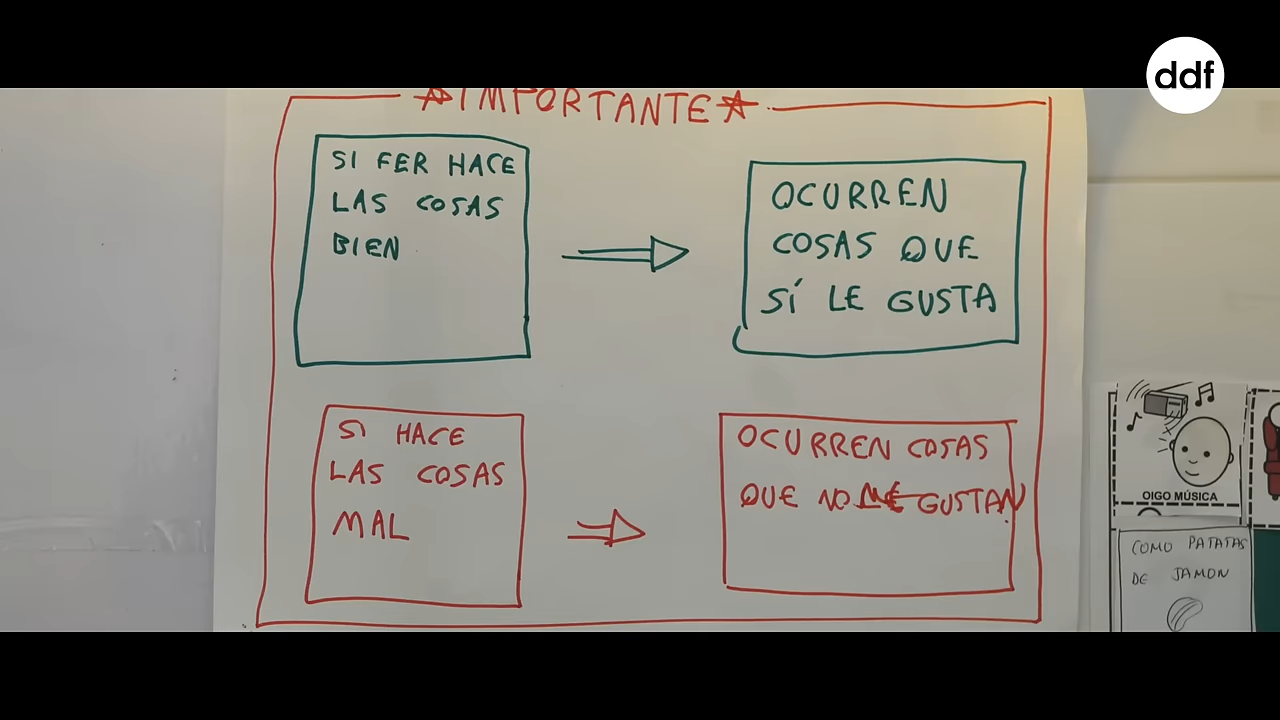 ddf
★IMPORTANTE★
SI FER HACE
LAS COSAS
BIEN
OCURREN
COSAS QUE
SÍ LE GUSTA
SI HACE
LAS COSAS
MAL
OCURREN COSAS
QUE NO LE GUSTAN
OIGO MÚSICA
COMO PATATAS
DE JAMON